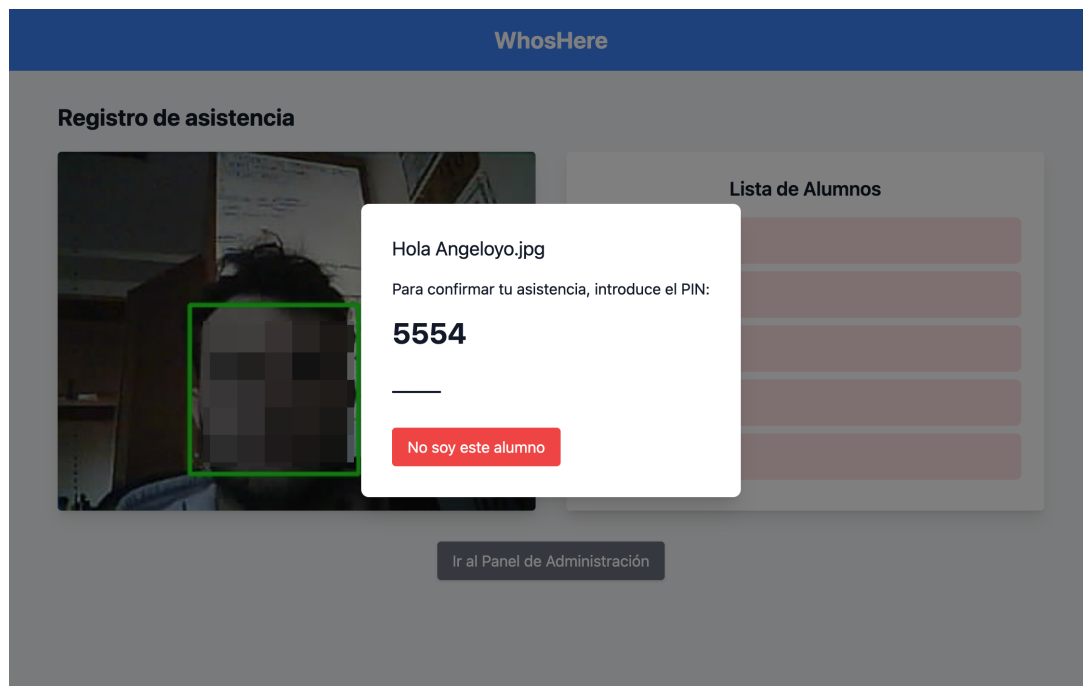 WhosHere
Registro de asistencia
Lista de Alumnos
Hola Angeloyo.jpg
Para confirmar tu asistencia, introduce el PIN:
5554
No soy este alumno
Ir al Panel de Administración